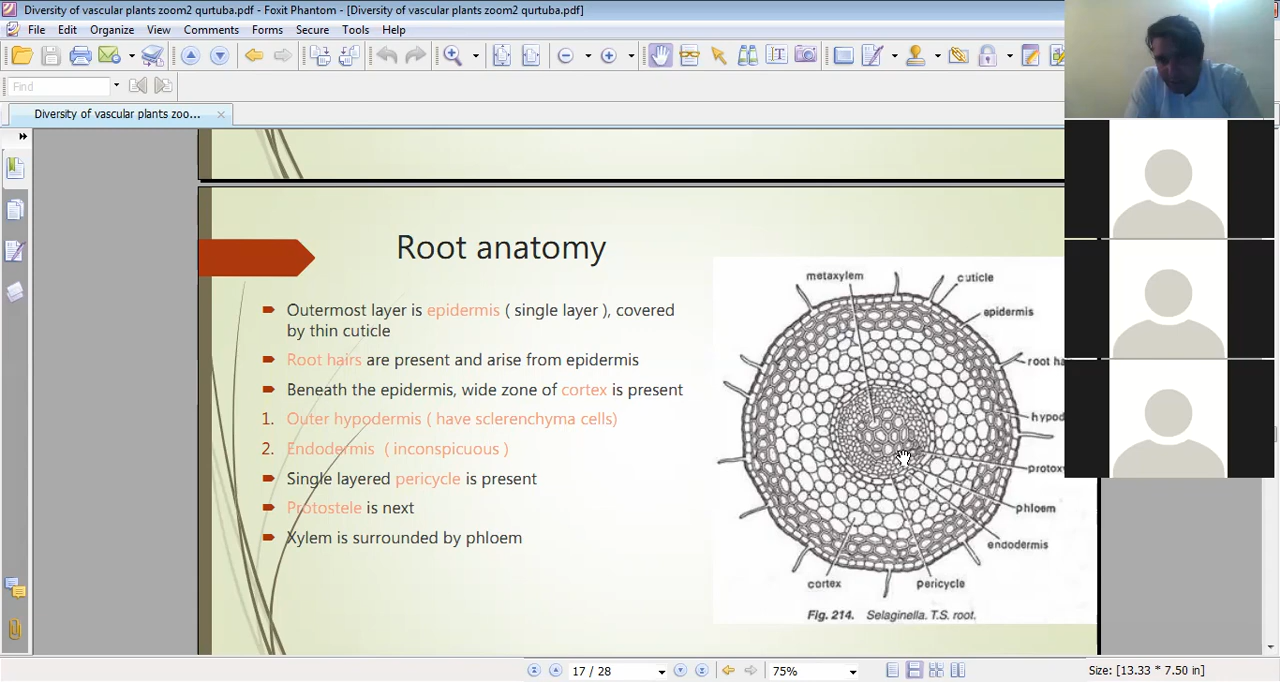 Diversity of vascular plants zoom2 qurtuba.pdf - Foxit Phantom - [Diversity of vascular plants zoom2 qurtuba.pdf]
File Edit Organize View Comments Forms Secure Tools Help
Find
Diversity of vascular plants zoo...
Root anatomy
Outermost layer is epidermis ( single layer ), covered
by thin cuticle
Root hairs are present and arise from epidermis
Beneath the epidermis, wide zone of cortex is present
1. Outer hypodermis ( have sclerenchyma cells)
2. Endodermis ( inconspicuous )
Single layered pericycle is present
Protostele is next
Xylem is surrounded by phloem
metaxylem
cuticle
epidermis
root ha
hypod
protox
phloem
endodermis
pericycle
cortex
Fig. 214. Selaginella. T.S. root.
17 / 28
75%
Size: [13.33 * 7.50 in]